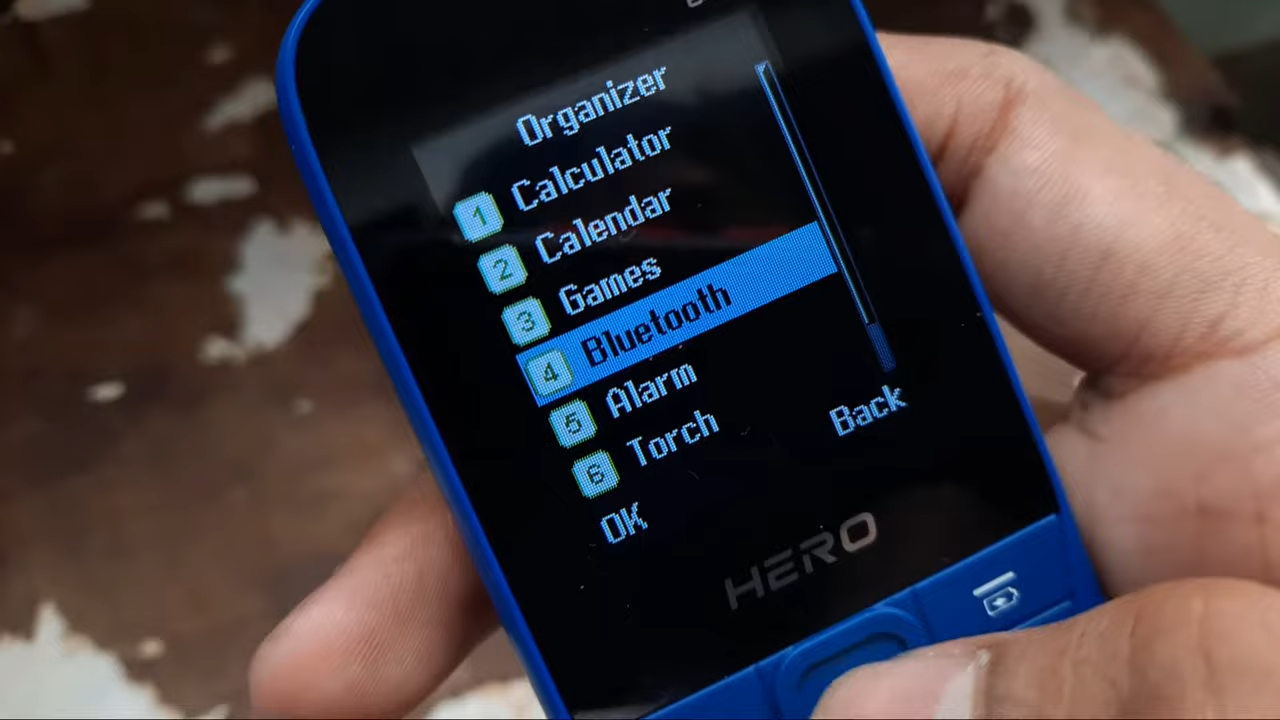 Organizer
1 Calculator
2 Calendar
3 Games
4 Bluetooth
5 Alarm
6 Torch
OK Back
HERO